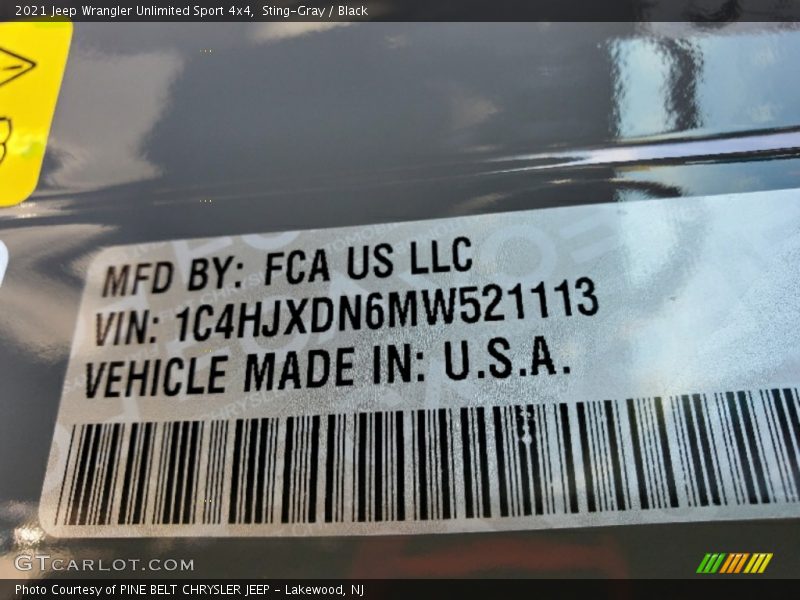 2021 Jeep Wrangler Unlimited Sport 4x4,  Sting-Gray / Black
MFD BY: FCA US LLC
VIN: 1C4HJXDN6MW521113
VEHICLE MADE IN: U.S.A.
GTCARLOT.COM
Photo Courtesy of PINE BELT CHRYSLER JEEP - Lakewood, NJ